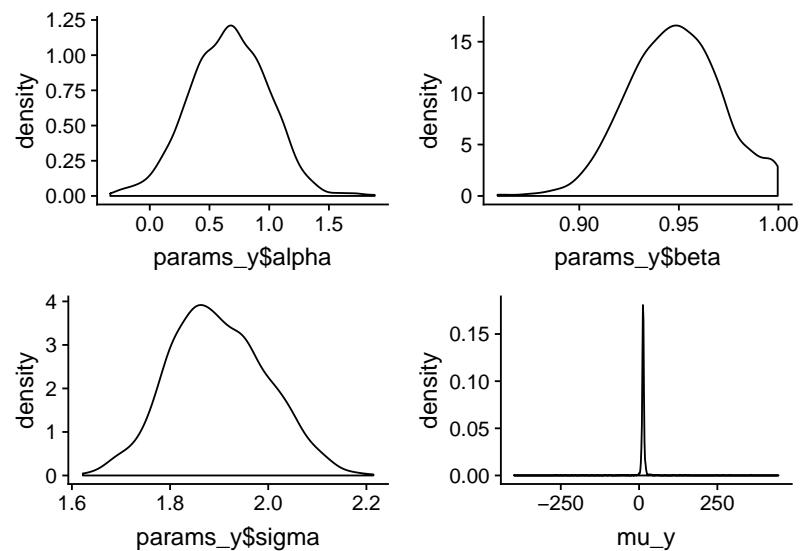 density
1.25
1.00
0.75
0.50
0.25
0.00
0.0 0.5 1.0 1.5
params_y$alpha
density
15
10
5
0
0.90 0.95 1.00
params_y$beta
density
4
3
2
1
0
1.6 1.8 2.0 2.2
params_y$sigma
density
0.15
0.10
0.05
0.00
−250 0 250
mu_y